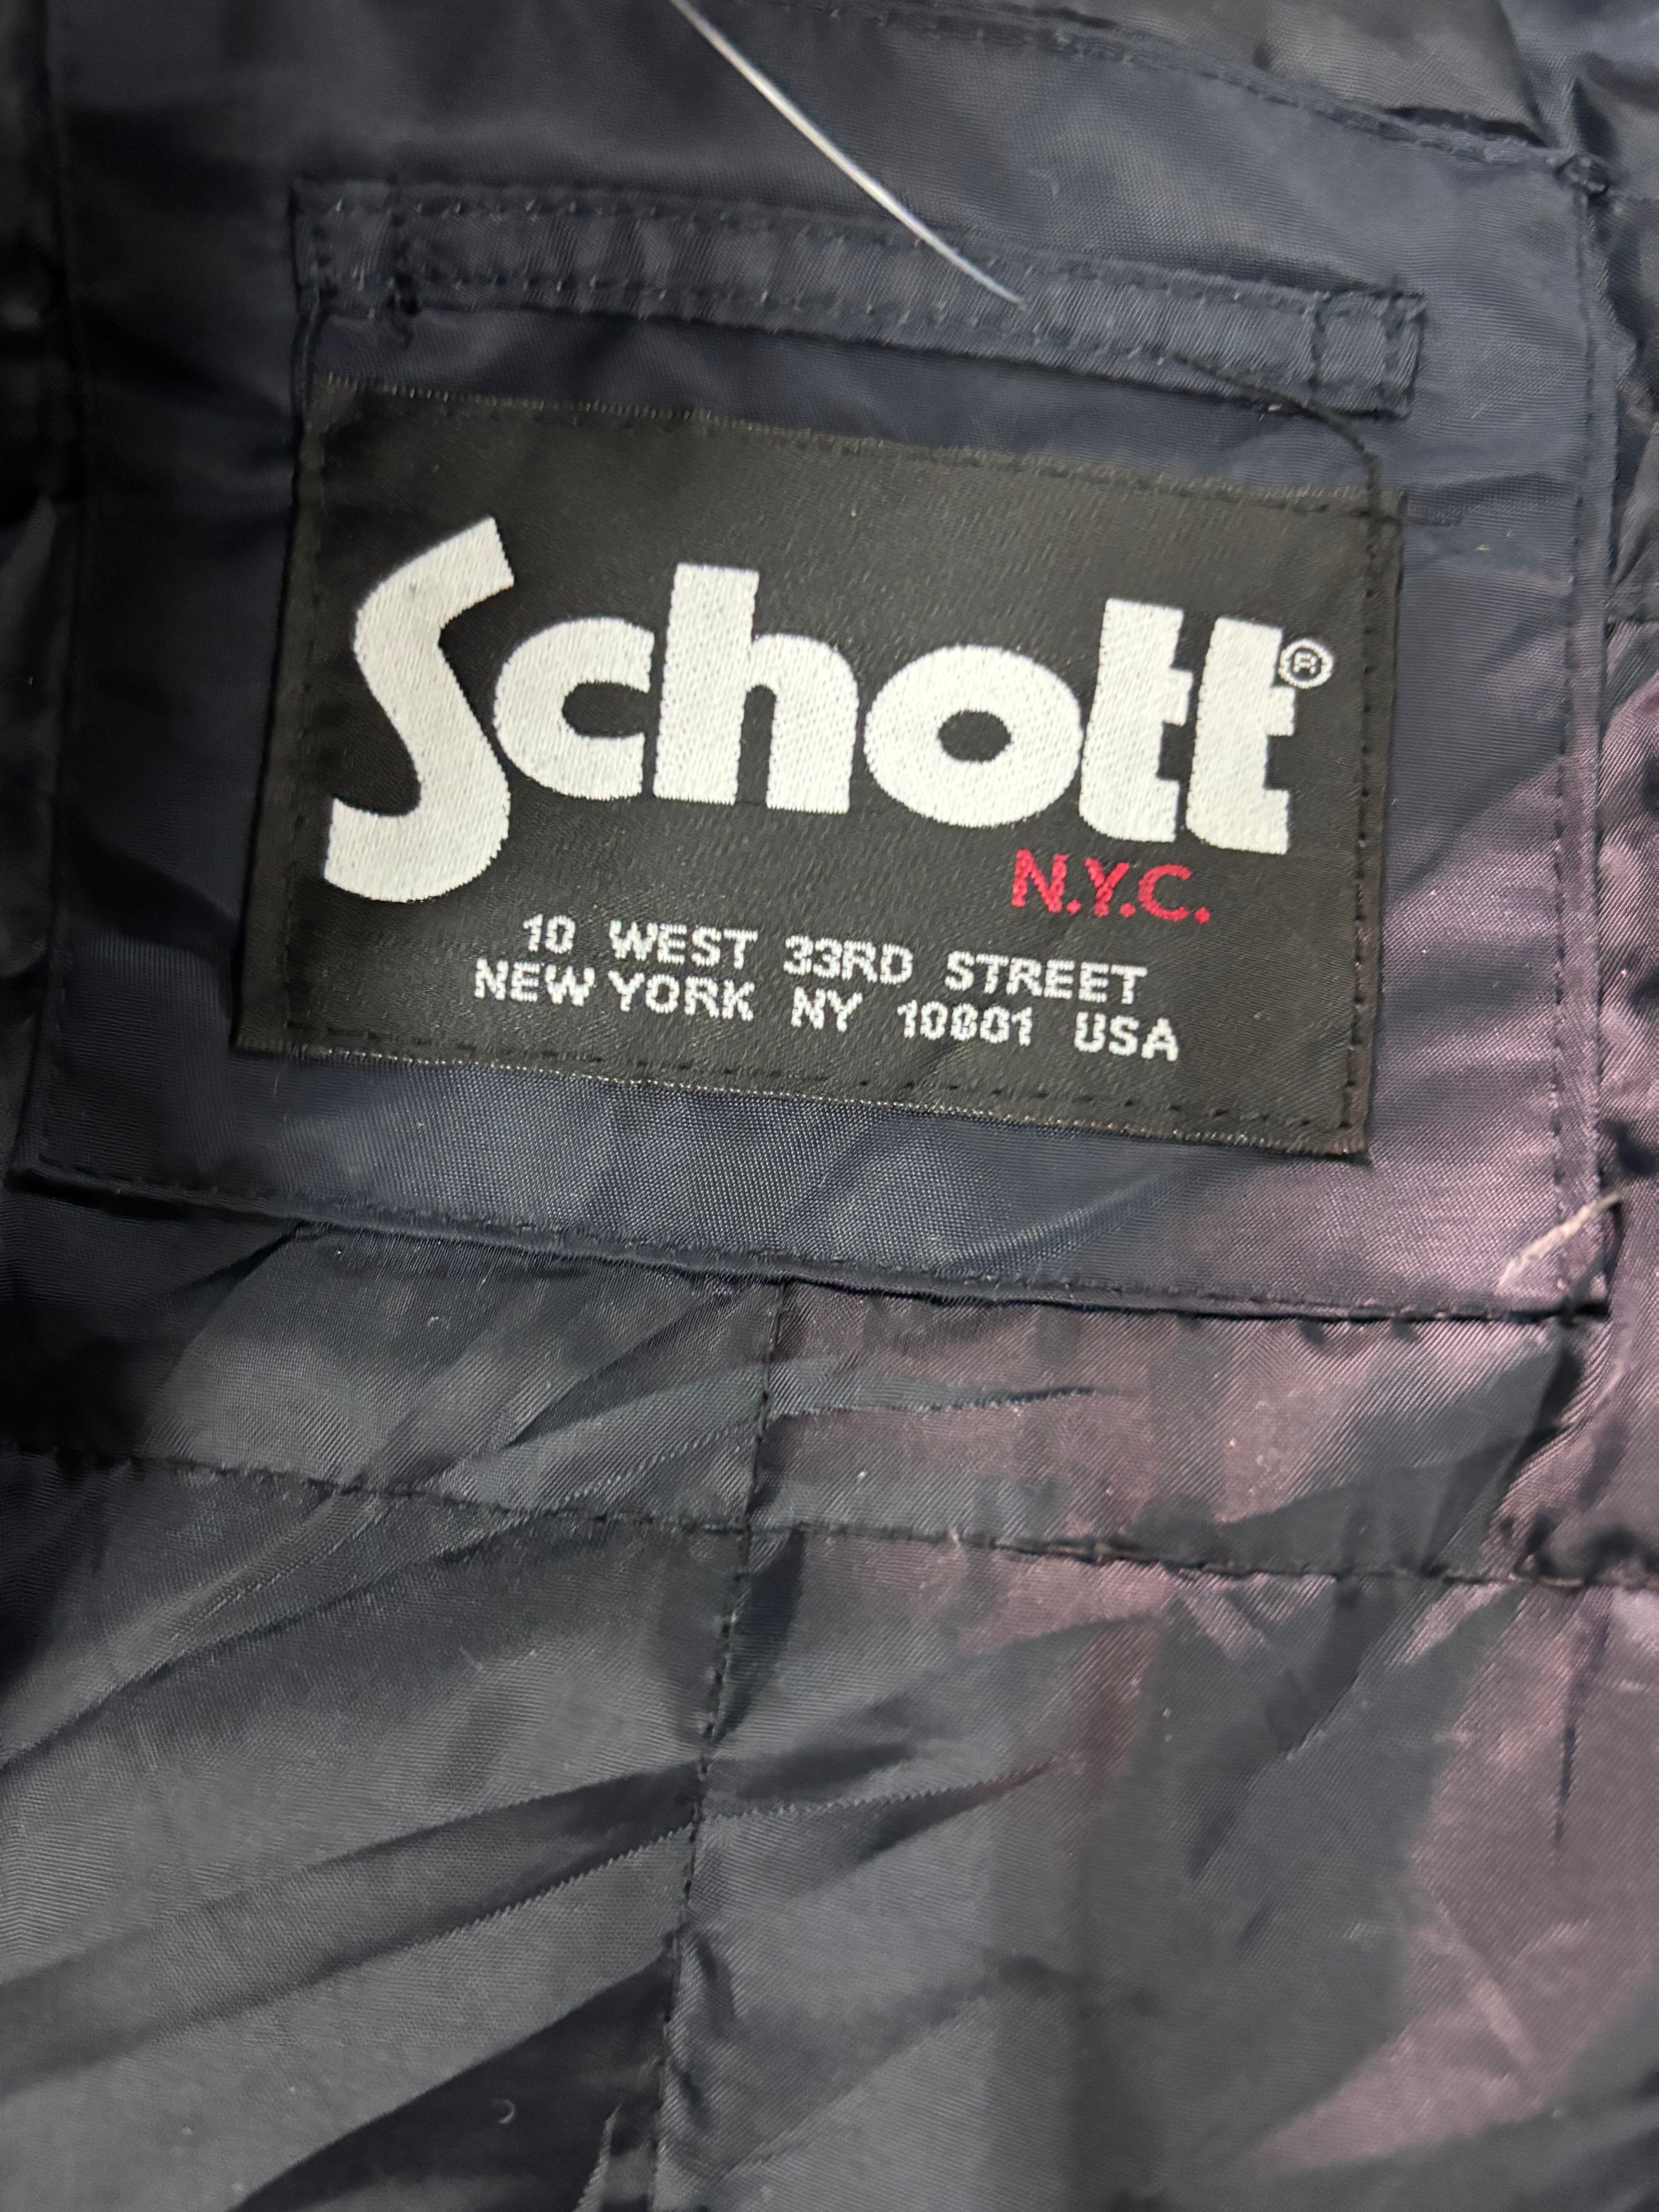 Schott®
N.Y.C.
10 WEST 33RD STREET
NEW YORK NY 10001 USA